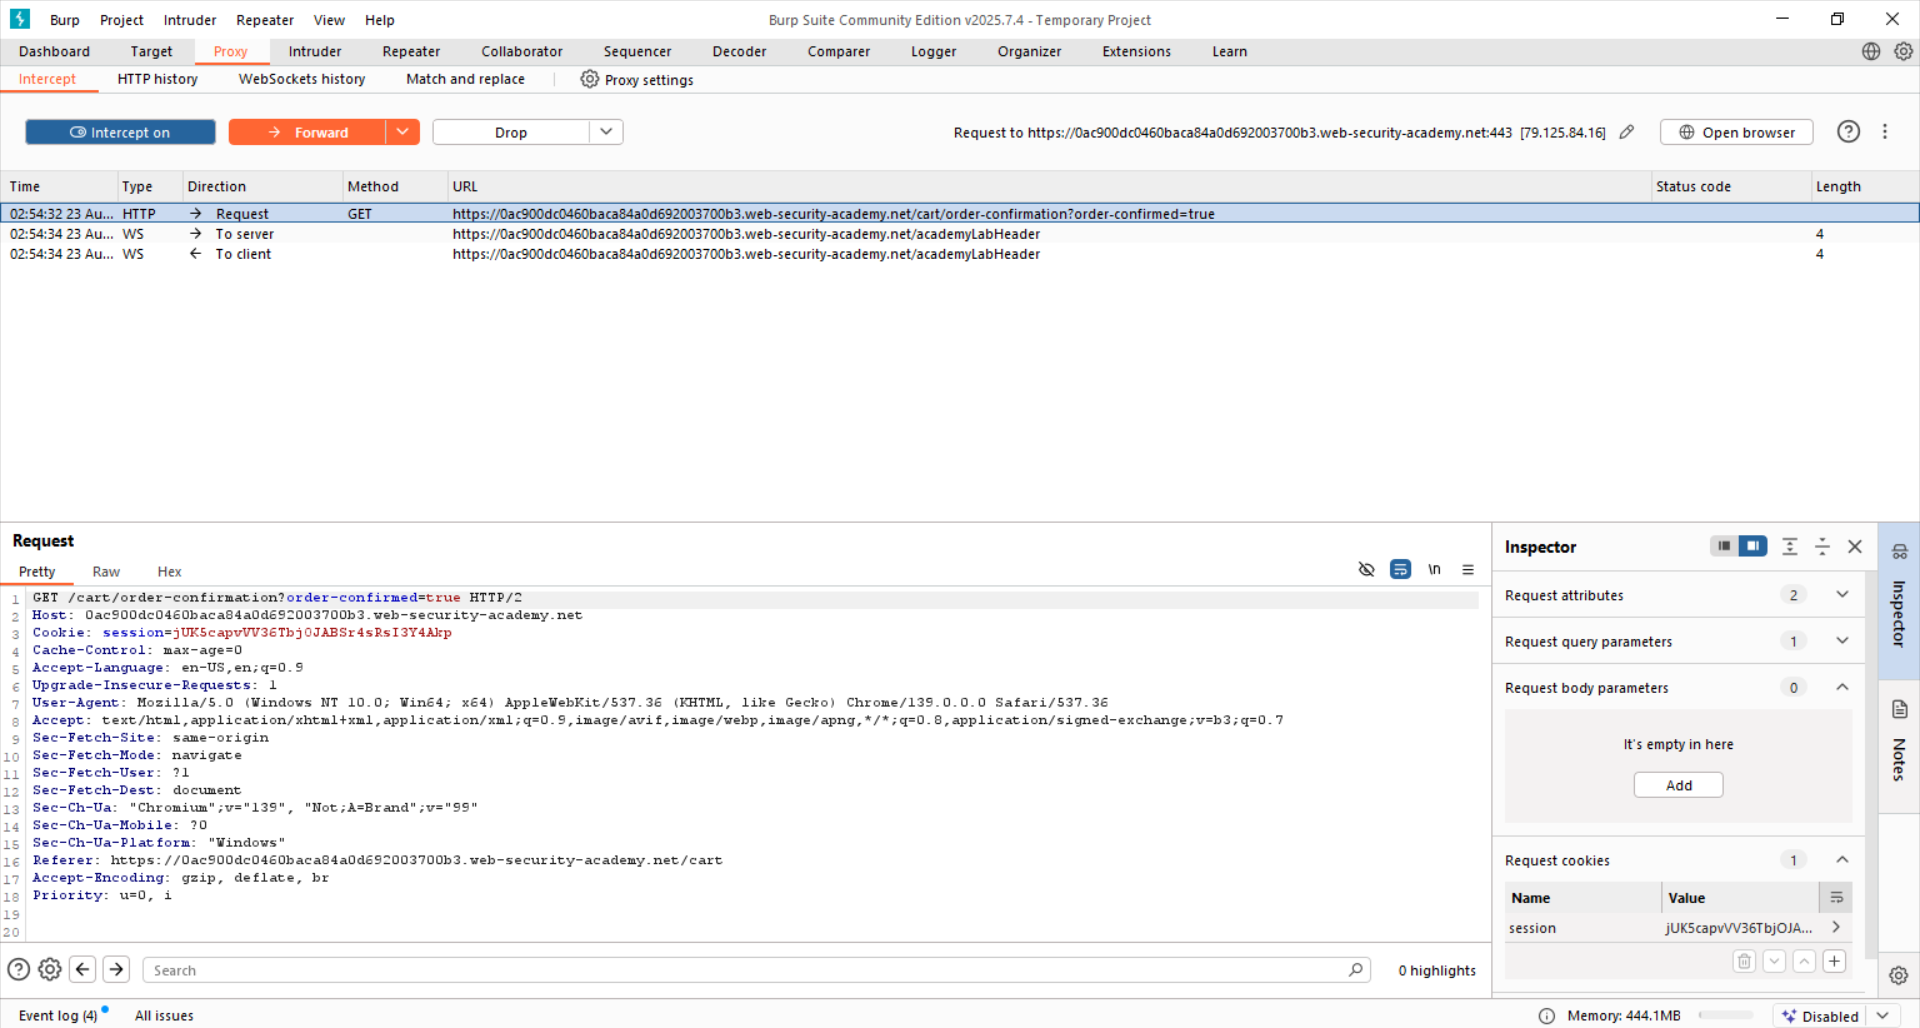 Burp Project Intruder Repeater View Help
Burp Suite Community Edition v2025.7.4 - Temporary Project
Dashboard Target Proxy Intruder Repeater Collaborator Sequencer Decoder Comparer Logger Organizer Extensions Learn
Intercept HTTP history WebSockets history Match and replace Proxy settings
Intercept on Forward Drop Request to https://0ac900dc0460baca84a0d692003700b3.web-security-academy.net:443 [79.125.84.16] Open browser
Time Type Direction Method URL Status code Length
02:54:32 23 Au... HTTP → Request GET https://0ac900dc0460baca84a0d692003700b3.web-security-academy.net/cart/order-confirmation?order-confirmed=true
02:54:34 23 Au... WS → To server https://0ac900dc0460baca84a0d692003700b3.web-security-academy.net/academyLabHeader 4
02:54:34 23 Au... WS ← To client https://0ac900dc0460baca84a0d692003700b3.web-security-academy.net/academyLabHeader 4
Request
Pretty Raw Hex \n
1 GET /cart/order-confirmation?order-confirmed=true HTTP/2
2 Host: 0ac900dc0460baca84a0d692003700b3.web-security-academy.net
3 Cookie: session=jUK5capvVV36TbjOJABSr4sRsI3Y4Akp
4 Cache-Control: max-age=0
5 Accept-Language: en-US,en;q=0.9
6 Upgrade-Insecure-Requests: 1
7 User-Agent: Mozilla/5.0 (Windows NT 10.0; Win64; x64) AppleWebKit/537.36 (KHTML, like Gecko) Chrome/139.0.0.0 Safari/537.36
8 Accept: text/html,application/xhtml+xml,application/xml;q=0.9,image/avif,image/webp,image/apng,*/*;q=0.8,application/signed-exchange;v=b3;q=0.7
9 Sec-Fetch-Site: same-origin
10 Sec-Fetch-Mode: navigate
11 Sec-Fetch-User: ?1
12 Sec-Fetch-Dest: document
13 Sec-Ch-Ua: "Chromium";v="139", "Not;A=Brand";v="99"
14 Sec-Ch-Ua-Mobile: ?0
15 Sec-Ch-Ua-Platform: "Windows"
16 Referer: https://0ac900dc0460baca84a0d692003700b3.web-security-academy.net/cart
17 Accept-Encoding: gzip, deflate, br
18 Priority: u=0, i
19
20
Search 0 highlights
Inspector
Request attributes 2
Request query parameters 1
Request body parameters 0
It's empty in here
Add
Request cookies 1
Name Value
session jUK5capvVV36TbjOJA...
Inspector
Notes
Event log (4) All issues Memory: 444.1MB Disabled